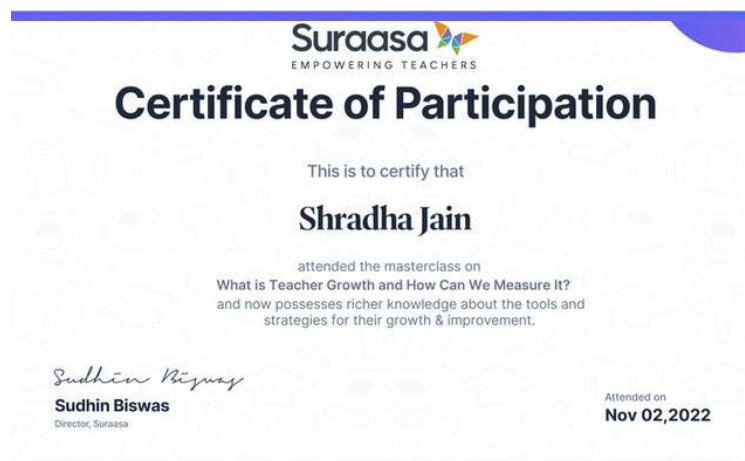 Suraasa
EMPOWERING TEACHERS
Certificate of Participation
This is to certify that
Shradha Jain
attended the masterclass on
What is Teacher Growth and How Can We Measure It?
and now possesses richer knowledge about the tools and
strategies for their growth & improvement.
Sudhin Biswas
Sudhin Biswas
Director, Suraasa
Attended on
Nov 02,2022